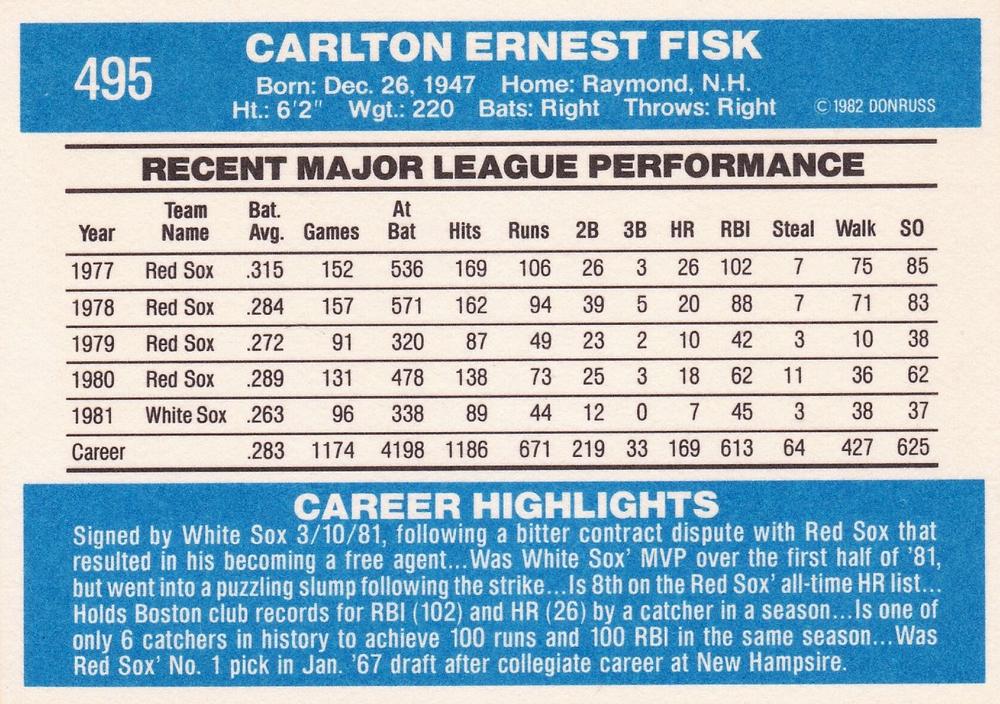 495
CARLTON ERNEST FISK
Born: Dec. 26, 1947 Home: Raymond, N.H.
Ht.: 6'2" Wgt.: 220 Bats: Right Throws: Right ©1982 DONRUSS
RECENT MAJOR LEAGUE PERFORMANCE
Year Team Name Bat. Avg. Games At Bat Hits Runs 2B 3B HR RBI Steal Walk SO
1977 Red Sox .315 152 536 169 106 26 3 26 102 7 75 85
1978 Red Sox .284 157 571 162 94 39 5 20 88 7 71 83
1979 Red Sox .272 91 320 87 49 23 2 10 42 3 10 38
1980 Red Sox .289 131 478 138 73 25 3 18 62 11 36 62
1981 White Sox .263 96 338 89 44 12 0 7 45 3 38 37
Career .283 1174 4198 1186 671 219 33 169 613 64 427 625
CAREER HIGHLIGHTS
Signed by White Sox 3/10/81, following a bitter contract dispute with Red Sox that
resulted in his becoming a free agent...Was White Sox' MVP over the first half of '81,
but went into a puzzling slump following the strike...Is 8th on the Red Sox' all-time HR list...
Holds Boston club records for RBI (102) and HR (26) by a catcher in a season...Is one of
only 6 catchers in history to achieve 100 runs and 100 RBI in the same season...Was
Red Sox' No. 1 pick in Jan. '67 draft after collegiate career at New Hampsire.